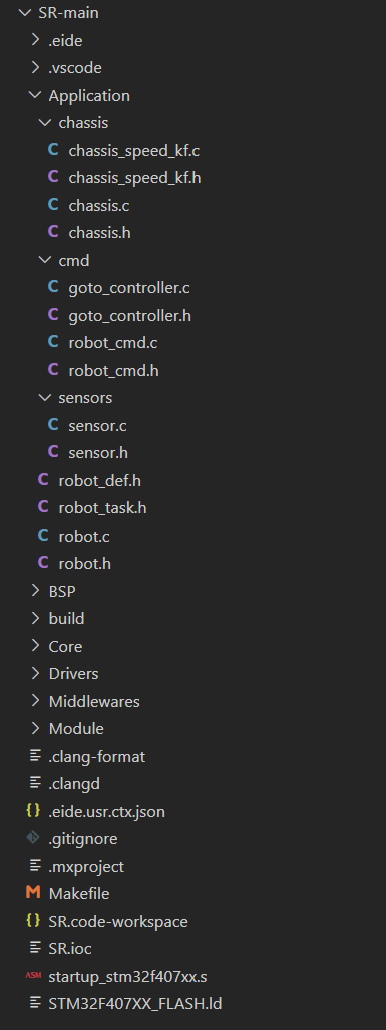 SR-main
.eide
.vscode
Application
chassis
C chassis_speed_kf.c
C chassis_speed_kf.h
C chassis.c
C chassis.h
cmd
C goto_controller.c
C goto_controller.h
C robot_cmd.c
C robot_cmd.h
sensors
C sensor.c
C sensor.h
C robot_def.h
C robot_task.h
C robot.c
C robot.h
BSP
build
Core
Drivers
Middlewares
Module
.clang-format
.clangd
{} .eide.usr.ctx.json
.gitignore
.mxproject
M Makefile
{} SR.code-workspace
SR.ioc
ASM startup_stm32f407xx.s
STM32F407XX_FLASH.ld